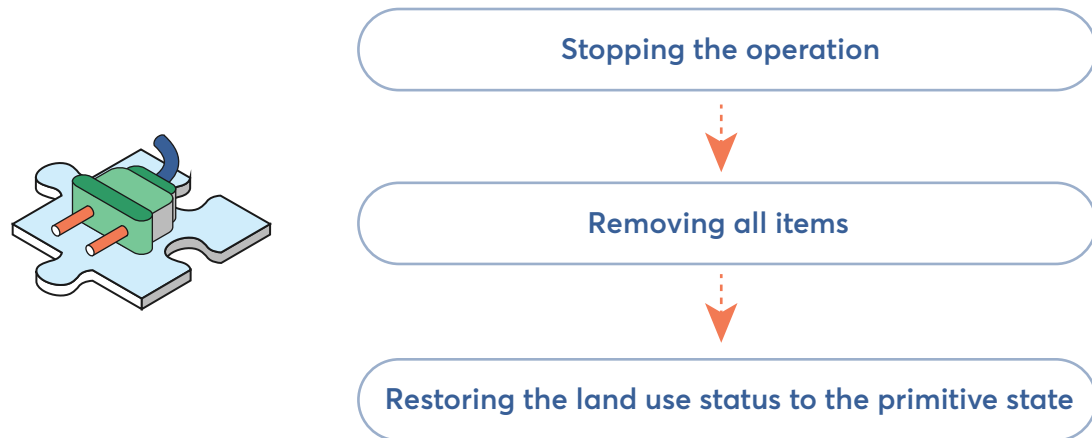 Stopping the operation
Removing all items
Restoring the land use status to the primitive state